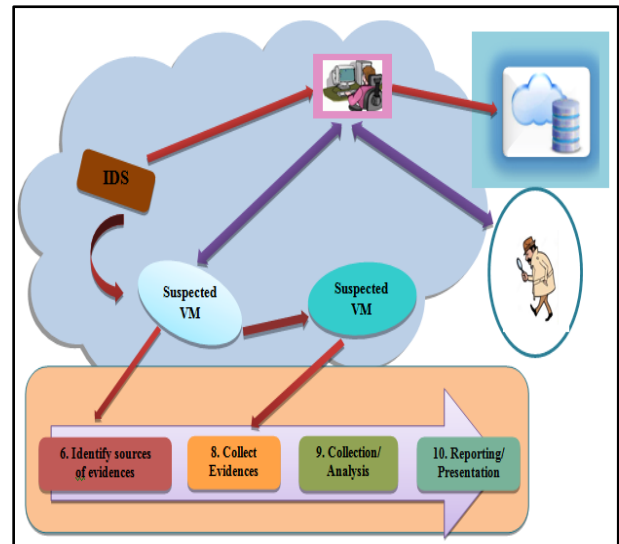 IDS
Suspected
VM
Suspected
VM
6. Identify sources
of evidences
8. Collect
Evidences
9. Collection/
Analysis
10. Reporting/
Presentation